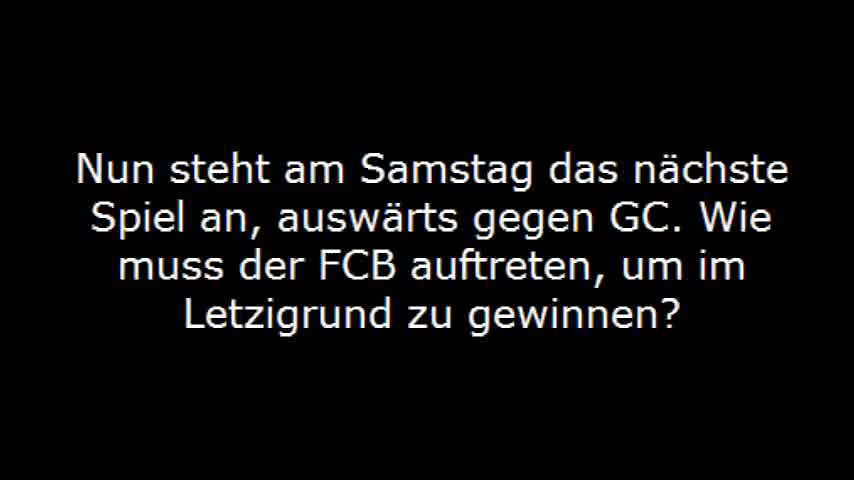 Nun steht am Samstag das nächste
Spiel an, auswärts gegen GC. Wie
muss der FCB auftreten, um im
Letzigrund zu gewinnen?